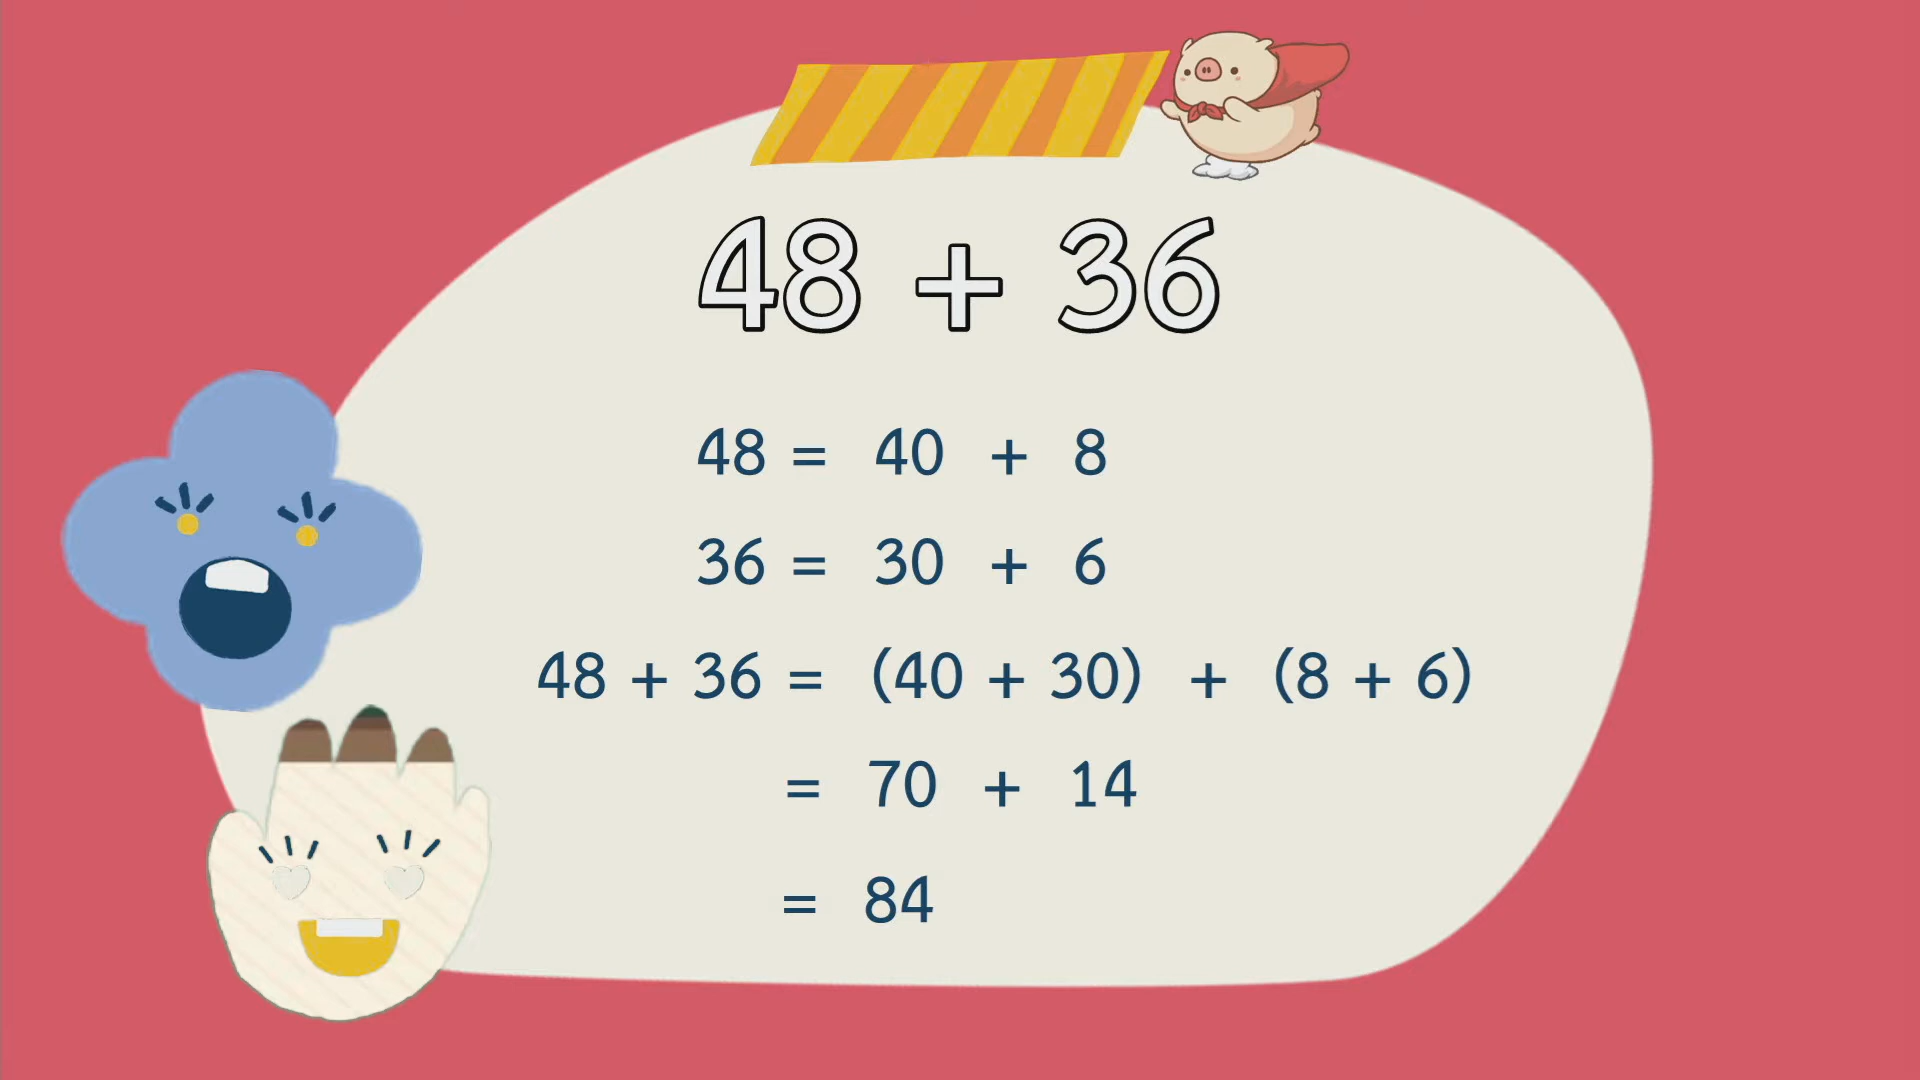 48 + 36
48 = 40 + 8
36 = 30 + 6
48 + 36 = (40 + 30) + (8 + 6)
= 70 + 14
= 84